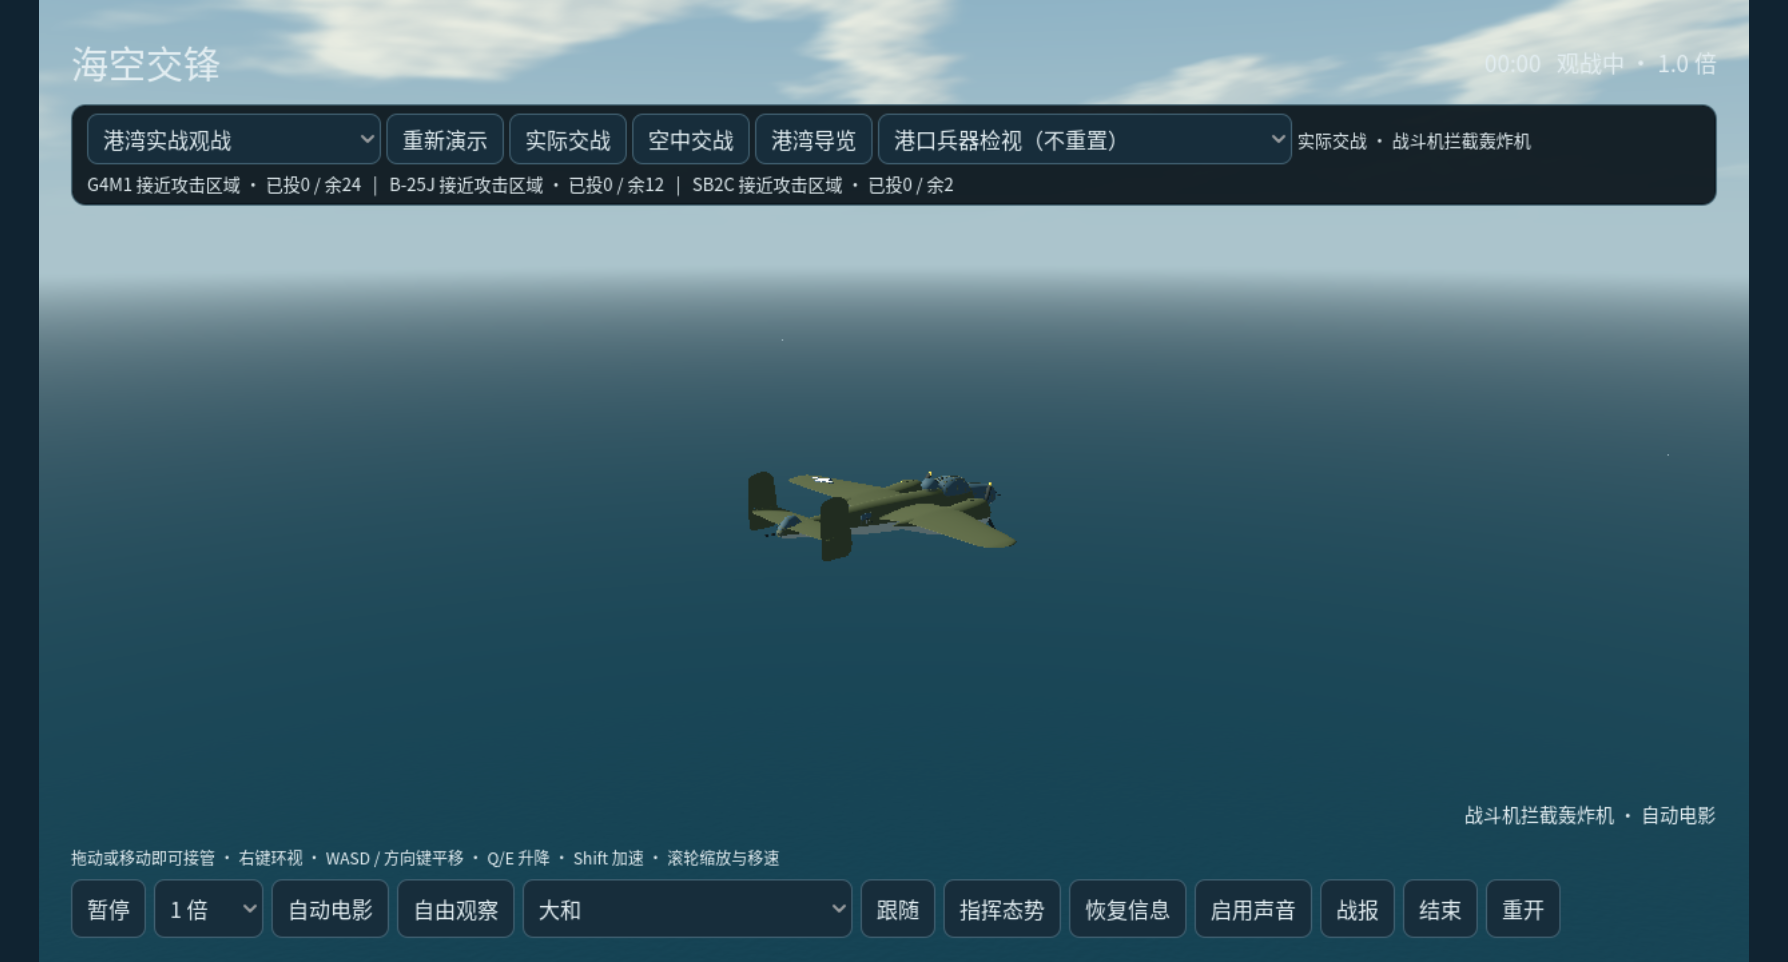 海空交锋
00:00 观战中 · 1.0 倍
港湾实战观战 重新演示 实际交战 空中交战 港湾导览 港口兵器检视（不重置） 实际交战 · 战斗机拦截轰炸机
G4M1 接近攻击区域 · 已投0 / 余24 | B-25J 接近攻击区域 · 已投0 / 余12 | SB2C 接近攻击区域 · 已投0 / 余2
战斗机拦截轰炸机 · 自动电影
拖动或移动即可接管 · 右键环视 · WASD / 方向键平移 · Q/E 升降 · Shift 加速 · 滚轮缩放与移速
暂停 1 倍 自动电影 自由观察 大和 跟随 指挥态势 恢复信息 启用声音 战报 结束 重开